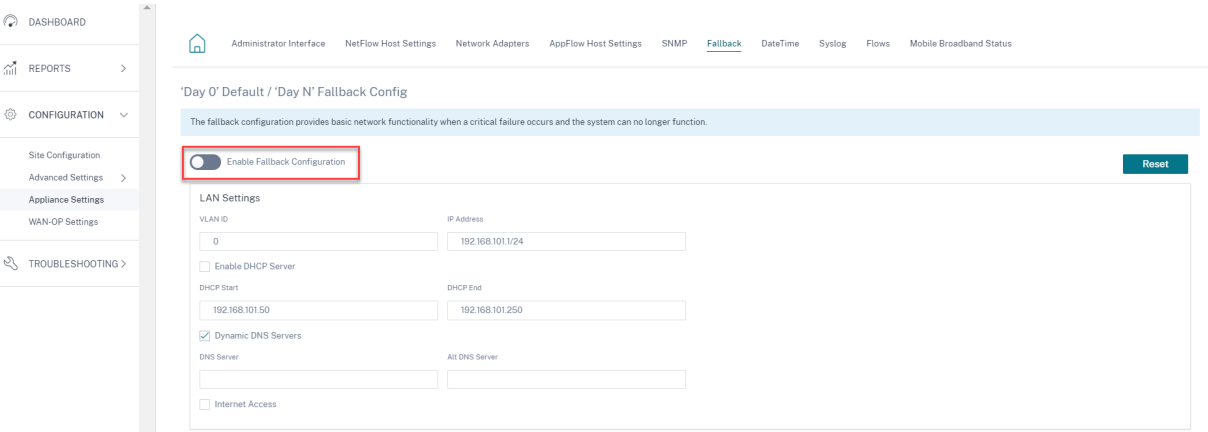 DASHBOARD
REPORTS
CONFIGURATION
Site Configuration
Advanced Settings
Appliance Settings
WAN-OP Settings
TROUBLESHOOTING
Administrator Interface NetFlow Host Settings Network Adapters AppFlow Host Settings SNMP Fallback DateTime Syslog Flows Mobile Broadband Status
'Day 0' Default / 'Day N' Fallback Config
The fallback configuration provides basic network functionality when a critical failure occurs and the system can no longer function.
Enable Fallback Configuration
Reset
LAN Settings
VLAN ID IP Address
0 192.168.101.1/24
Enable DHCP Server
DHCP Start DHCP End
192.168.101.50 192.168.101.250
Dynamic DNS Servers
DNS Server Alt DNS Server
Internet Access